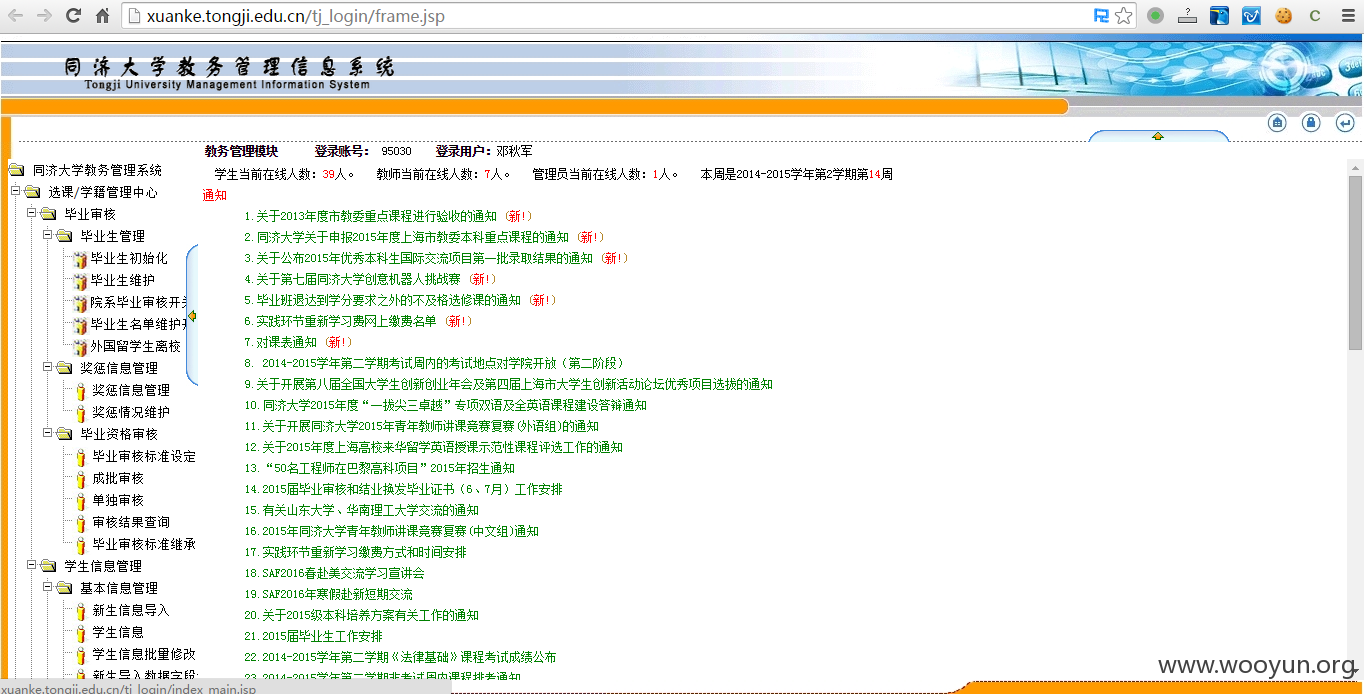 xuanke.tongji.edu.cn/tj_login/frame.jsp
同济大学教务管理信息系统
Tongji University Management Information System
教务管理模块 登录账号： 95030 登录用户：邓秋军
学生当前在线人数：39人。 教师当前在线人数：7人。 管理员当前在线人数：1人。 本周是2014-2015学年第2学期第14周
通知
同济大学教务管理系统
选课/学籍管理中心
毕业审核
毕业生管理
毕业生初始化
毕业生维护
院系毕业审核开关
毕业生名单维护开
外国留学生离校
奖惩信息管理
奖惩信息管理
奖惩情况维护
毕业资格审核
毕业审核标准设定
成批审核
单独审核
审核结果查询
毕业审核标准继承
学生信息管理
基本信息管理
新生信息导入
学生信息
学生信息批量修改
新生导入数据字段
1.关于2013年度市教委重点课程进行验收的通知（新!）
2.同济大学关于申报2015年度上海市教委本科重点课程的通知（新!）
3.关于公布2015年优秀本科生国际交流项目第一批录取结果的通知（新!）
4.关于第七届同济大学创意机器人挑战赛（新!）
5.毕业班退达到学分要求之外的不及格选修课的通知（新!）
6.实践环节重新学习费网上缴费名单（新!）
7.对课表通知（新!）
8. 2014-2015学年第二学期考试周内的考试地点对学院开放（第二阶段）
9.关于开展第八届全国大学生创新创业年会及第四届上海市大学生创新活动论坛优秀项目选拔的通知
10.同济大学2015年度“一拔尖三卓越”专项双语及全英语课程建设答辩通知
11.关于开展同济大学2015年青年教师讲课竞赛复赛(外语组)的通知
12.关于2015年度上海高校来华留学英语授课示范性课程评选工作的通知
13.“50名工程师在巴黎高科项目”2015年招生通知
14.2015届毕业审核和结业换发毕业证书（6、7月）工作安排
15.有关山东大学、华南理工大学交流的通知
16.2015年同济大学青年教师讲课竞赛复赛(中文组)通知
17.实践环节重新学习缴费方式和时间安排
18.SAF2016春赴美交流学习宣讲会
19.SAF2016年寒假赴新短期交流
20.关于2015级本科培养方案有关工作的通知
21.2015届毕业生工作安排
22.2014-2015学年第二学期《法律基础》课程考试成绩公布
23.2014-2015学年第二学期非考试周内课程排考通知
www.wooyun.org
xuanke.tongji.edu.cn/tj_login/index_main.jsp